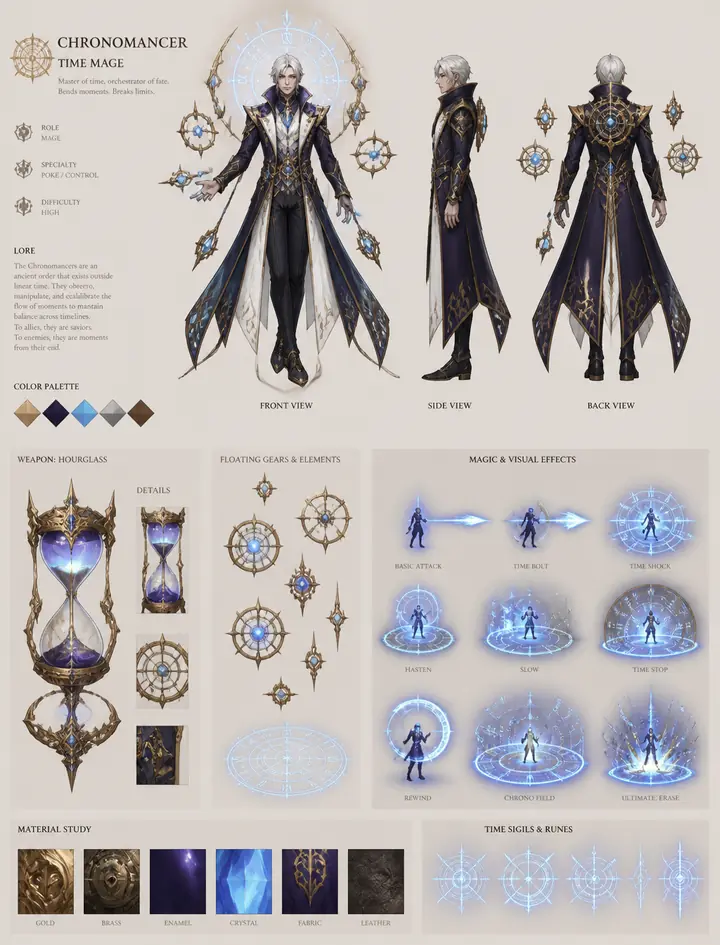 CHRONOMANCER
TIME MAGE
Master of time, orchestrator of fate.
Bends moments. Breaks limits.
ROLE
MAGE
SPECIALTY
POKE / CONTROL
DIFFICULTY
HIGH
LORE
The Chronomancers are an
ancient order that exists outside
linear time. They observo,
manipulate, and ecalalibrate the
flow of moments to mantain
balance across timelines.
To allies, they are saviors.
To enermies, they are moments
from their end.
COLOR PALETTE
FRONT VIEW
SIDE VIEW
BACK VIEW
WEAPON: HOURGLASS
DETAILS
FLOATING GEARS & ELEMENTS
MAGIC & VISUAL EFFECTS
BASIC ATTACK
TIME BOLT
TIME SHOCK
HASTEN
SLOW
TIME STOP
REWIND
CHRONO FIELD
ULTIMATE: ERASE
MATERIAL STUDY
GOLD
BRASS
ENAMEL
CRYSTAL
FABRIC
LEATHER
TIME SIGILS & RUNES